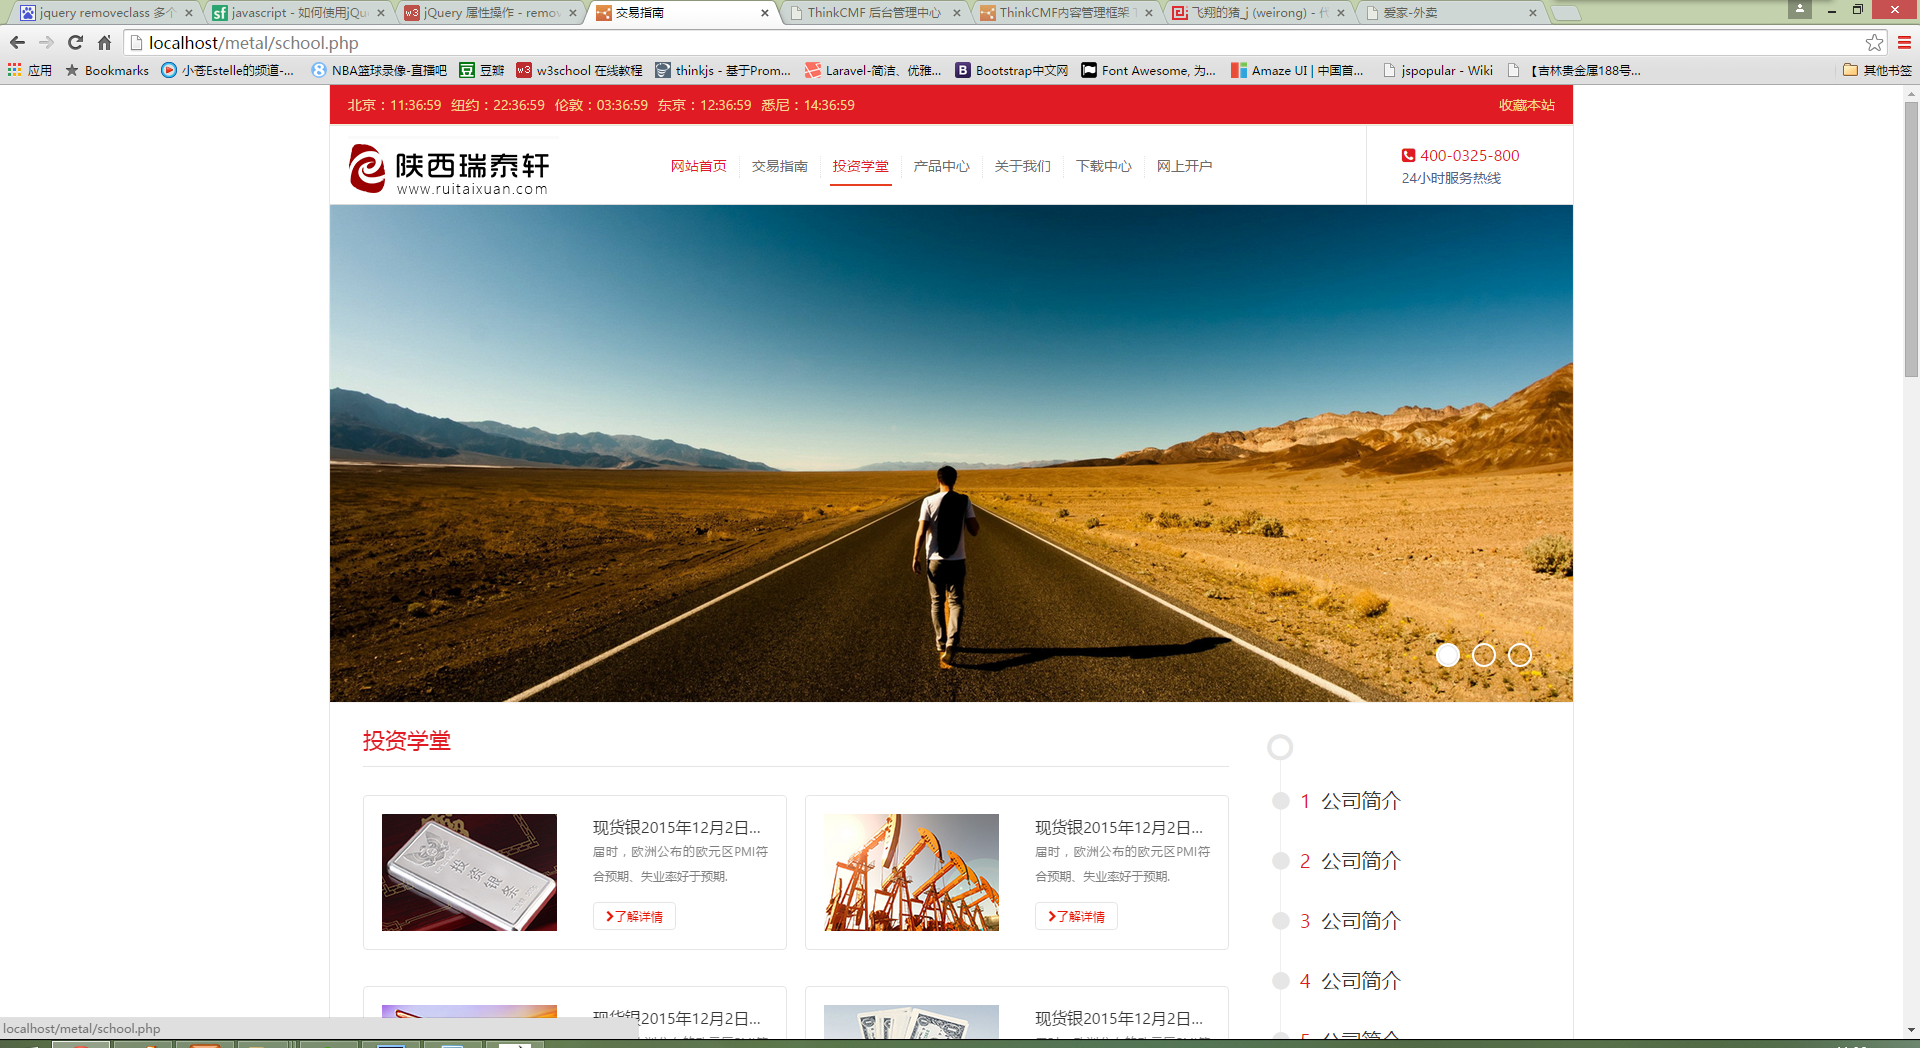 jquery removeclass 多个
javascript - 如何使用jQu
jQuery 属性操作 - remov
交易指南
ThinkCMF 后台管理中心
ThinkCMF内容管理框架
飞翔的猪_j (weirong) - 代
爱家-外卖
localhost/metal/school.php
应用
Bookmarks
小苍Estelle的频道-...
NBA篮球录像-直播吧
豆瓣
w3school 在线教程
thinkjs - 基于Prom...
Laravel-简洁、优雅...
Bootstrap中文网
Font Awesome, 为...
Amaze UI | 中国首...
jspopular - Wiki
【吉林贵金属188号...
其他书签
北京：11:36:59 纽约：22:36:59 伦敦：03:36:59 东京：12:36:59 悉尼：14:36:59
收藏本站
陕西瑞泰轩
www.ruitaixuan.com
网站首页
交易指南
投资学堂
产品中心
关于我们
下载中心
网上开户
400-0325-800
24小时服务热线
投资学堂
投资银条
现货银2015年12月2日...
届时，欧洲公布的欧元区PMI符
合预期、失业率好于预期.
了解详情
现货银2015年12月2日...
届时，欧洲公布的欧元区PMI符
合预期、失业率好于预期.
了解详情
现货银2015年12月2日...
现货银2015年12月2日...
1 公司简介
2 公司简介
3 公司简介
4 公司简介
5 公司简介
localhost/metal/school.php